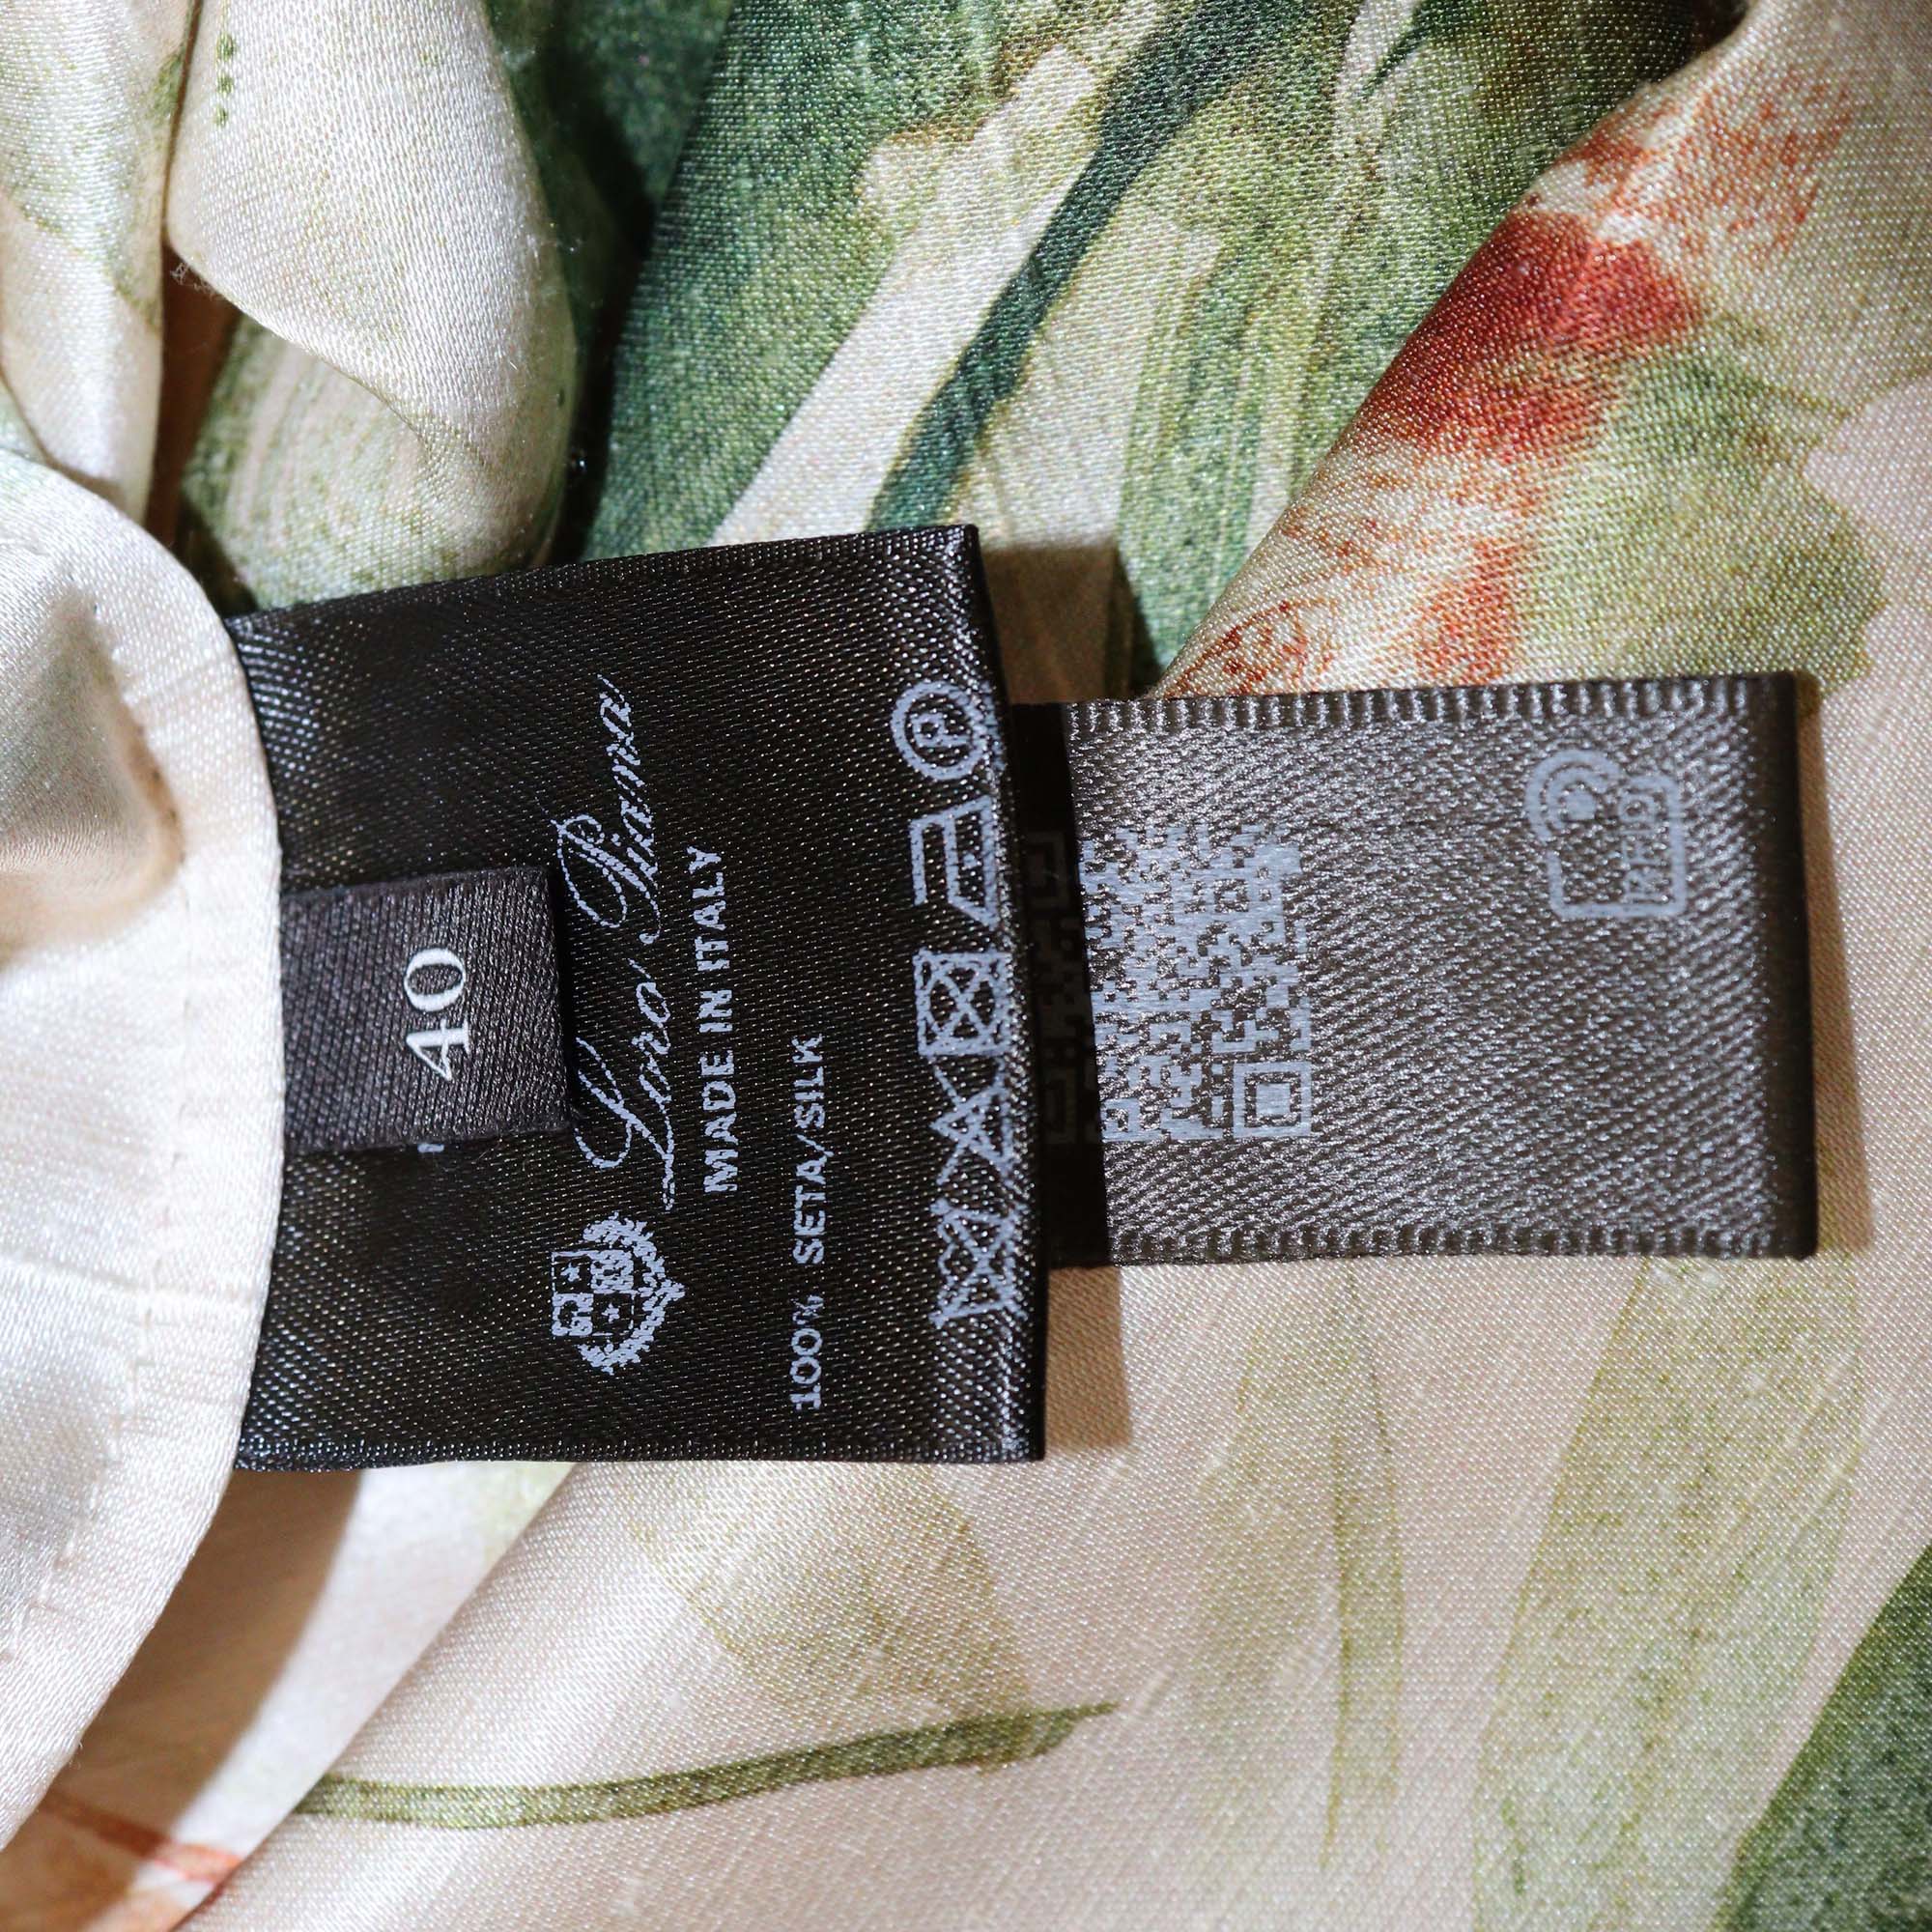 40
Loro Piana
MADE IN ITALY
100% SETA/SILK
P